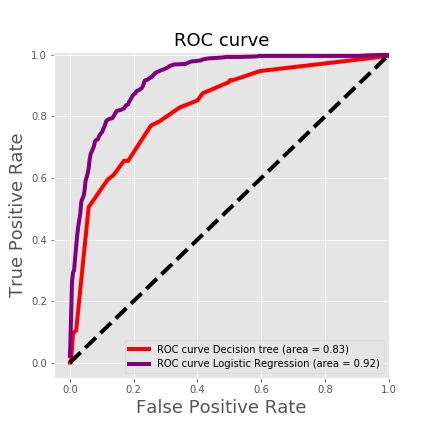 ROC curve
True Positive Rate
1.0
0.8
0.6
0.4
0.2
0.0
ROC curve Decision tree (area = 0.83)
ROC curve Logistic Regression (area = 0.92)
0.0 0.2 0.4 0.6 0.8 1.0
False Positive Rate